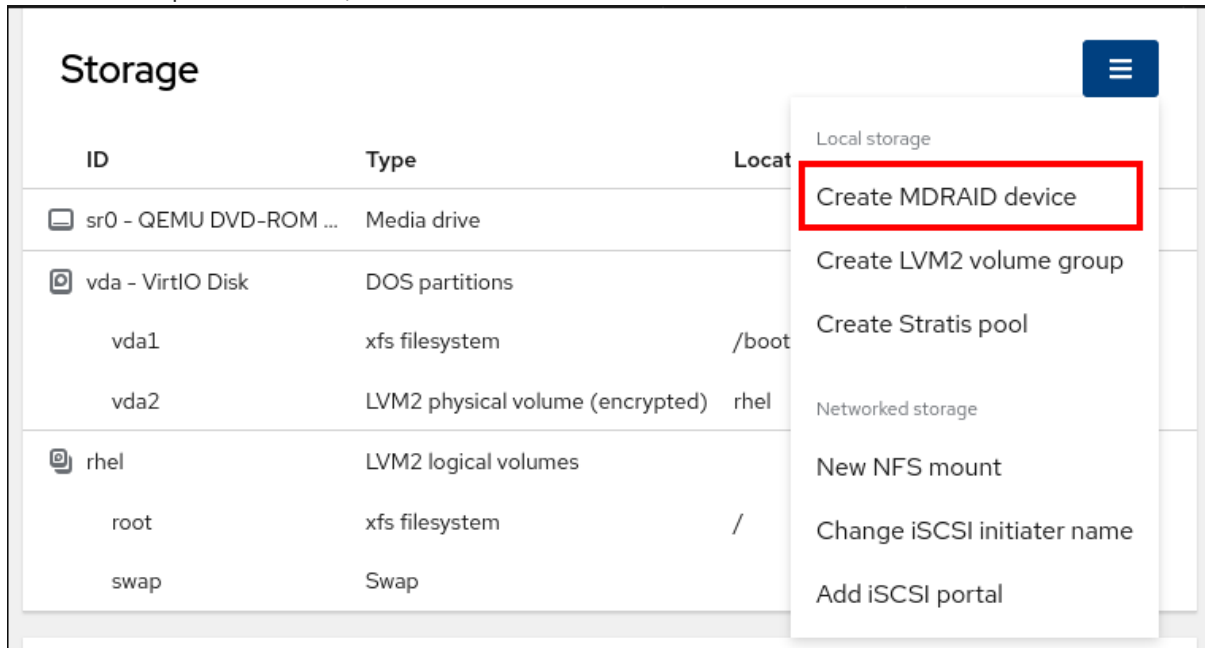 Storage
ID Type Locat
sr0 - QEMU DVD-ROM ... Media drive
vda - VirtIO Disk DOS partitions
vda1 xfs filesystem /boot
vda2 LVM2 physical volume (encrypted) rhel
rhel LVM2 logical volumes
root xfs filesystem /
swap Swap
Local storage
Create MDRAID device
Create LVM2 volume group
Create Stratis pool
Networked storage
New NFS mount
Change iSCSI initiater name
Add iSCSI portal